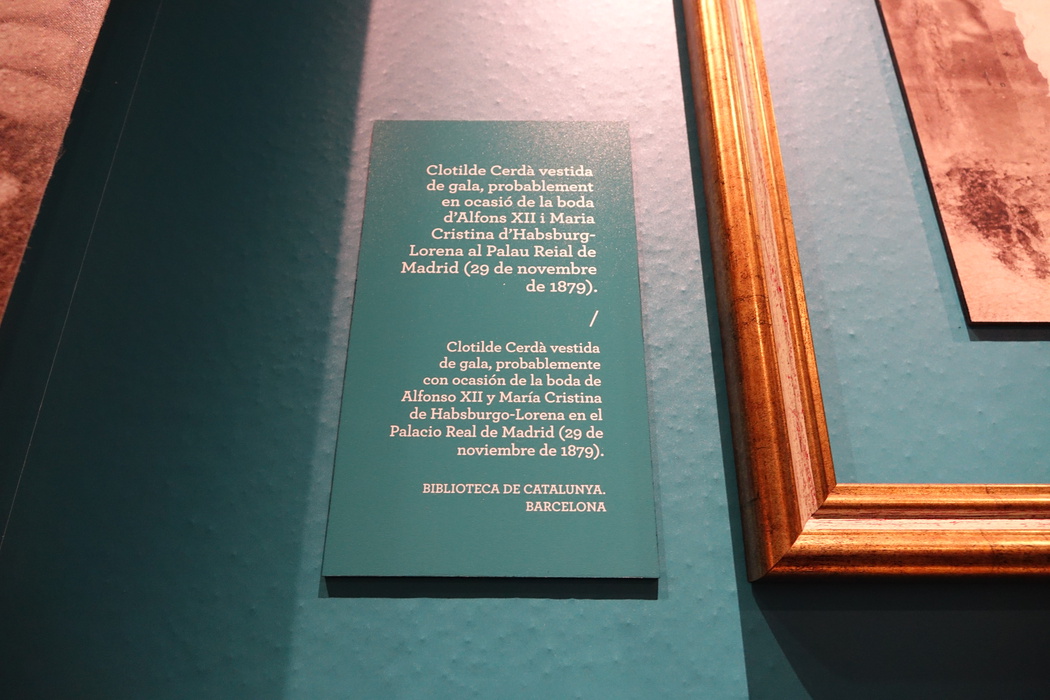 Clotilde Cerdà vestida
de gala, probablement
en ocasió de la boda
d'Alfons XII i Maria
Cristina d'Habsburg-
Lorena al Palau Reial de
Madrid (29 de novembre
de 1879).
/
Clotilde Cerdà vestida
de gala, probablemente
con ocasión de la boda de
Alfonso XII y María Cristina
de Habsburgo-Lorena en el
Palacio Real de Madrid (29 de
noviembre de 1879).
BIBLIOTECA DE CATALUNYA.
BARCELONA